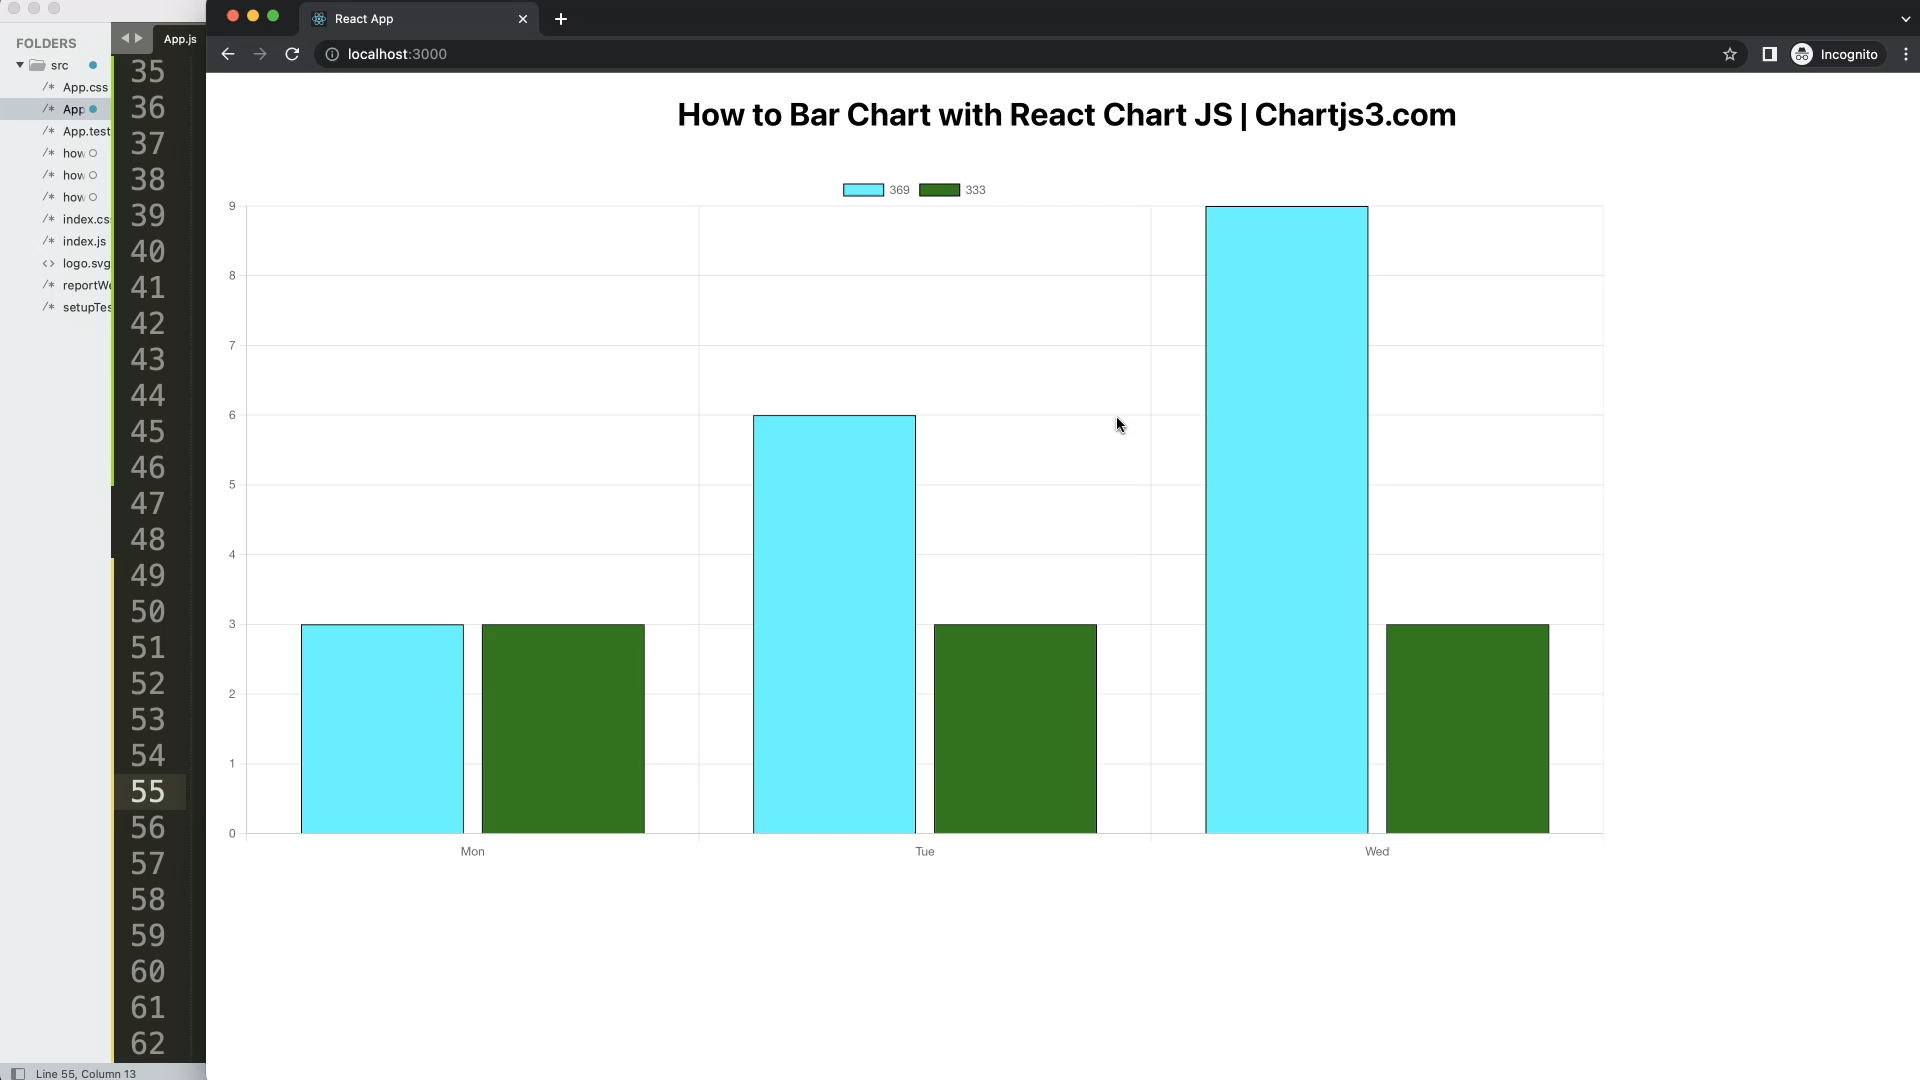 FOLDERS
src
App.css
App
App.test
how
how
how
index.cs
index.js
logo.svg
reportWe
setupTes
App.js
35
36
37
38
39
40
41
42
43
44
45
46
47
48
49
50
51
52
53
54
55
56
57
58
59
60
61
62
Line 55, Column 13
React App
localhost:3000
Incognito
How to Bar Chart with React Chart JS | Chartjs3.com
369 333
9
8
7
6
5
4
3
2
1
0
Mon Tue Wed